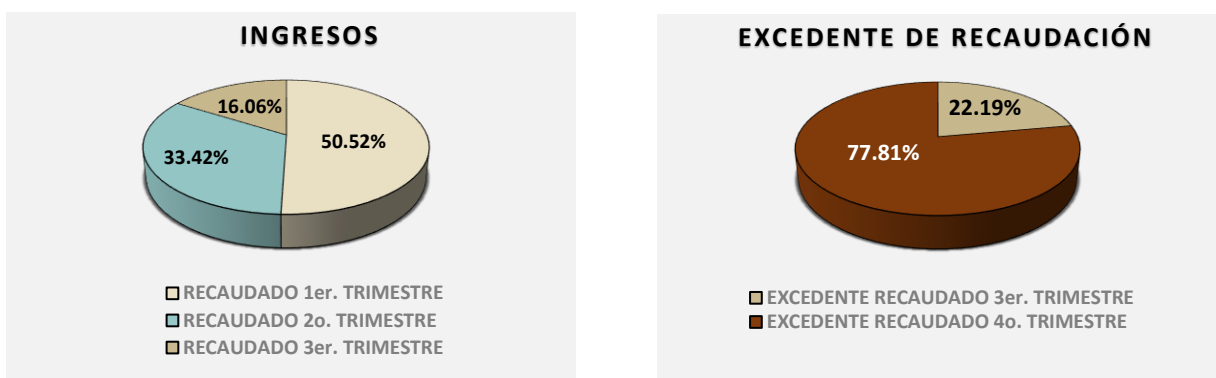 INGRESOS
16.06%
50.52%
33.42%
RECAUDADO 1er. TRIMESTRE
RECAUDADO 2o. TRIMESTRE
RECAUDADO 3er. TRIMESTRE
EXCEDENTE DE RECAUDACIÓN
22.19%
77.81%
EXCEDENTE RECAUDADO 3er. TRIMESTRE
EXCEDENTE RECAUDADO 4o. TRIMESTRE